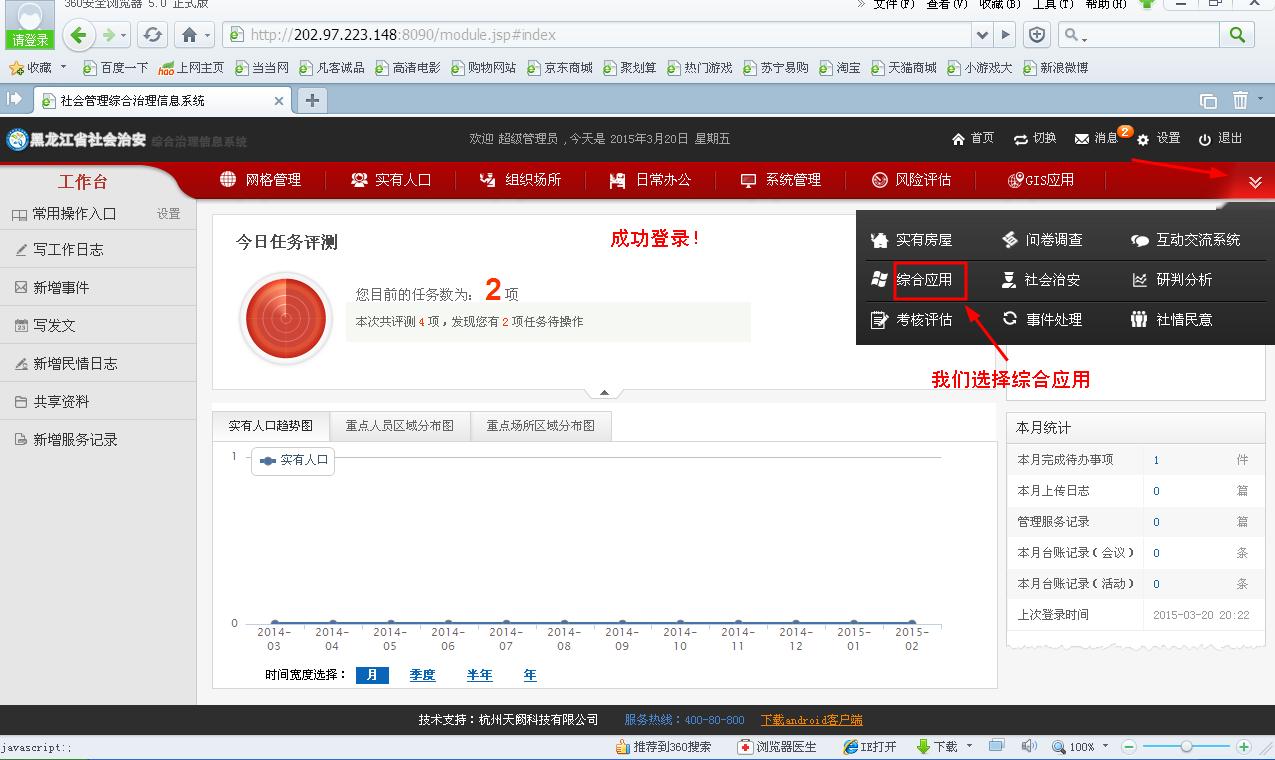 360安全浏览器 5.0 正式版
文件(F) 查看(V) 收藏(B) 工具(T) 帮助(H)
请登录
http://202.97.223.148:8090/module.jsp#index
收藏 百度一下 上网主页 当当网 凡客诚品 高清电影 购物网站 京东商城 聚划算 热门游戏 苏宁易购 淘宝 天猫商城 小游戏大 新浪微博
社会管理综合治理信息系统
黑龙江省社会治安 综合治理信息系统
欢迎 超级管理员 , 今天是 2015年3月20日 星期五
首页 切换 消息 2 设置 退出
工作台
网格管理 实有人口 组织场所 日常办公 系统管理 风险评估 GIS应用
常用操作入口 设置
写工作日志
新增事件
写发文
新增民情日志
共享资料
新增服务记录
今日任务评测
成功登录!
您目前的任务数为: 2 项
本次共评测 4 项 , 发现您有 2 项任务待操作
实有房屋 问卷调查 互动交流系统
综合应用 社会治安 研判分析
考核评估 事件处理 社情民意
我们选择综合应用
实有人口趋势图 重点人员区域分布图 重点场所区域分布图
1
实有人口
0
2014-03 2014-04 2014-05 2014-06 2014-07 2014-08 2014-09 2014-10 2014-11 2014-12 2015-01 2015-02
时间宽度选择: 月 季度 半年 年
本月统计
本月完成待办事项 1 件
本月上传日志 0 篇
管理服务记录 0 篇
本月台账记录(会议) 0 条
本月台账记录(活动) 0 条
上次登录时间 2015-03-20 20:22
技术支持:杭州天阙科技有限公司 服务热线:400-80-800 下载android客户端
javascript:;
推荐到360搜索 浏览器医生 IE打开 下载 100%